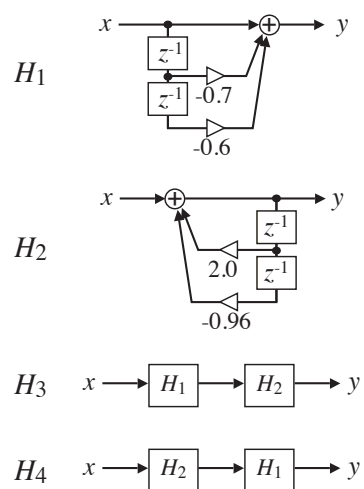 x + y
z⁻¹
H₁ -0.7
z⁻¹
-0.6
x + y
z⁻¹
H₂ 2.0
z⁻¹
-0.96
H₃ x H₁ H₂ y
H₄ x H₂ H₁ y